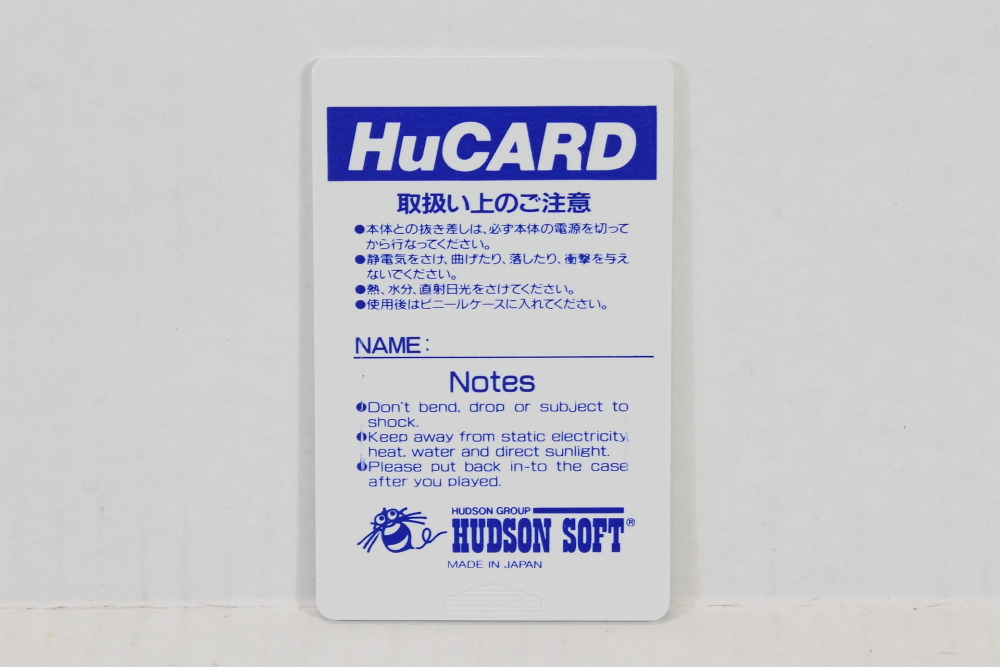 HuCARD
取扱い上のご注意
●本体との抜き差しは、必ず本体の電源を切って
から行なってください。
●静電気をさけ、曲げたり、落したり、衝撃を与え
ないでください。
●熱、水分、直射日光をさけてください。
●使用後はビニールケースに入れてください。
NAME:
Notes
●Don't bend, drop or subject to
shock.
●Keep away from static electricity,
heat, water and direct sunlight.
●Please put back in-to the case
after you played.
HUDSON GROUP
HUDSON SOFT®
MADE IN JAPAN